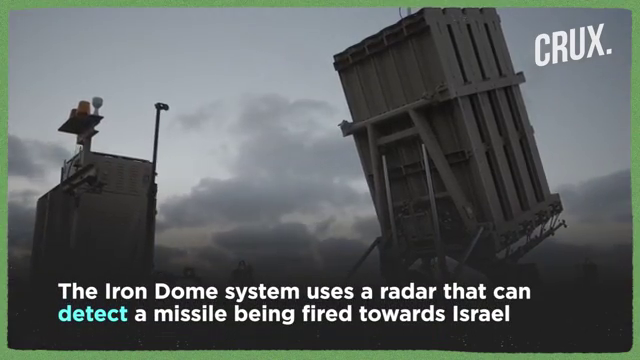 CRUX.
The Iron Dome system uses a radar that can
detect a missile being fired towards Israel